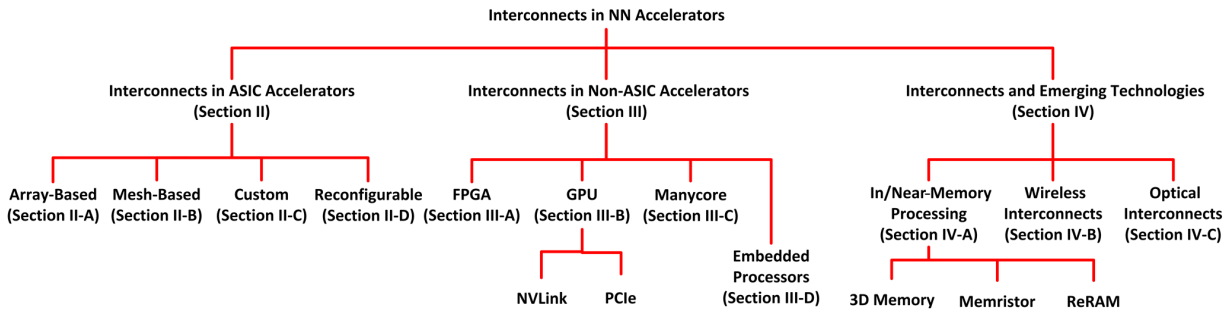 Interconnects in NN Accelerators
Interconnects in ASIC Accelerators
(Section II)
Interconnects in Non-ASIC Accelerators
(Section III)
Interconnects and Emerging Technologies
(Section IV)
Array-Based
(Section II-A)
Mesh-Based
(Section II-B)
Custom
(Section II-C)
Reconfigurable
(Section II-D)
FPGA
(Section III-A)
GPU
(Section III-B)
Manycore
(Section III-C)
Embedded
Processors
(Section III-D)
In/Near-Memory
Processing
(Section IV-A)
Wireless
Interconnects
(Section IV-B)
Optical
Interconnects
(Section IV-C)
NVLink
PCIe
3D Memory
Memristor
ReRAM